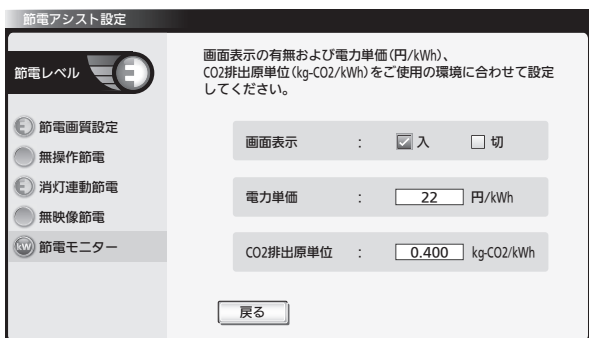 節電アシスト設定
節電レベル
節電画質設定
無操作節電
消灯連動節電
無映像節電
kW 節電モニター
画面表示の有無および電力単価(円/kWh)、
CO2排出原単位(kg-CO2/kWh)をご使用の環境に合わせて設定
してください。
画面表示 : 入 切
電力単価 : 22 円/kWh
CO2排出原単位 : 0.400 kg-CO2/kWh
戻る